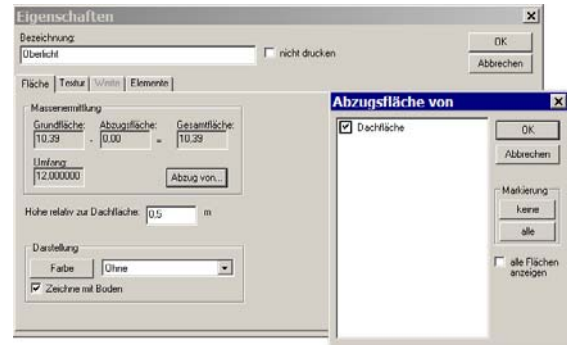 Eigenschaften
Bezeichnung:
Oberlicht
nicht drucken
OK
Abbrechen
Fläche Textur Werte Elemente
Massenermittlung
Grundfläche: Abzugsfläche: Gesamtfläche:
10,39 - 0,00 = 10,39
Umfang:
12,000000
Abzug von...
Höhe relativ zur Dachfläche: 0,5 m
Darstellung
Farbe Ohne
Zeichne mit Boden
Abzugsfläche von
Dachfläche
OK
Abbrechen
Markierung
keine
alle
alle Flächen
anzeigen